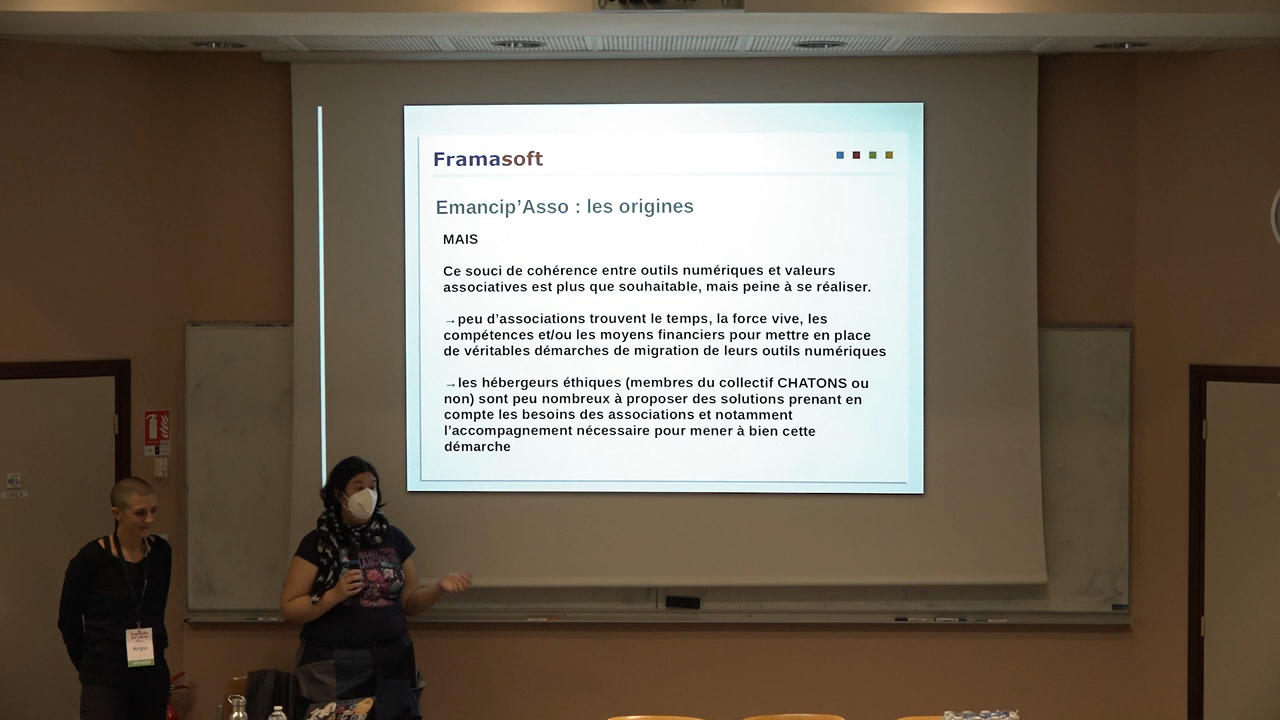 Framasoft
Emancip’Asso : les origines
MAIS
Ce souci de cohérence entre outils numériques et valeurs
associatives est plus que souhaitable, mais peine à se réaliser.
→peu d’associations trouvent le temps, la force vive, les
compétences et/ou les moyens financiers pour mettre en place
de véritables démarches de migration de leurs outils numériques
→les hébergeurs éthiques (membres du collectif CHATONS ou
non) sont peu nombreux à proposer des solutions prenant en
compte les besoins des associations et notamment
l’accompagnement nécessaire pour mener à bien cette
démarche
Angie